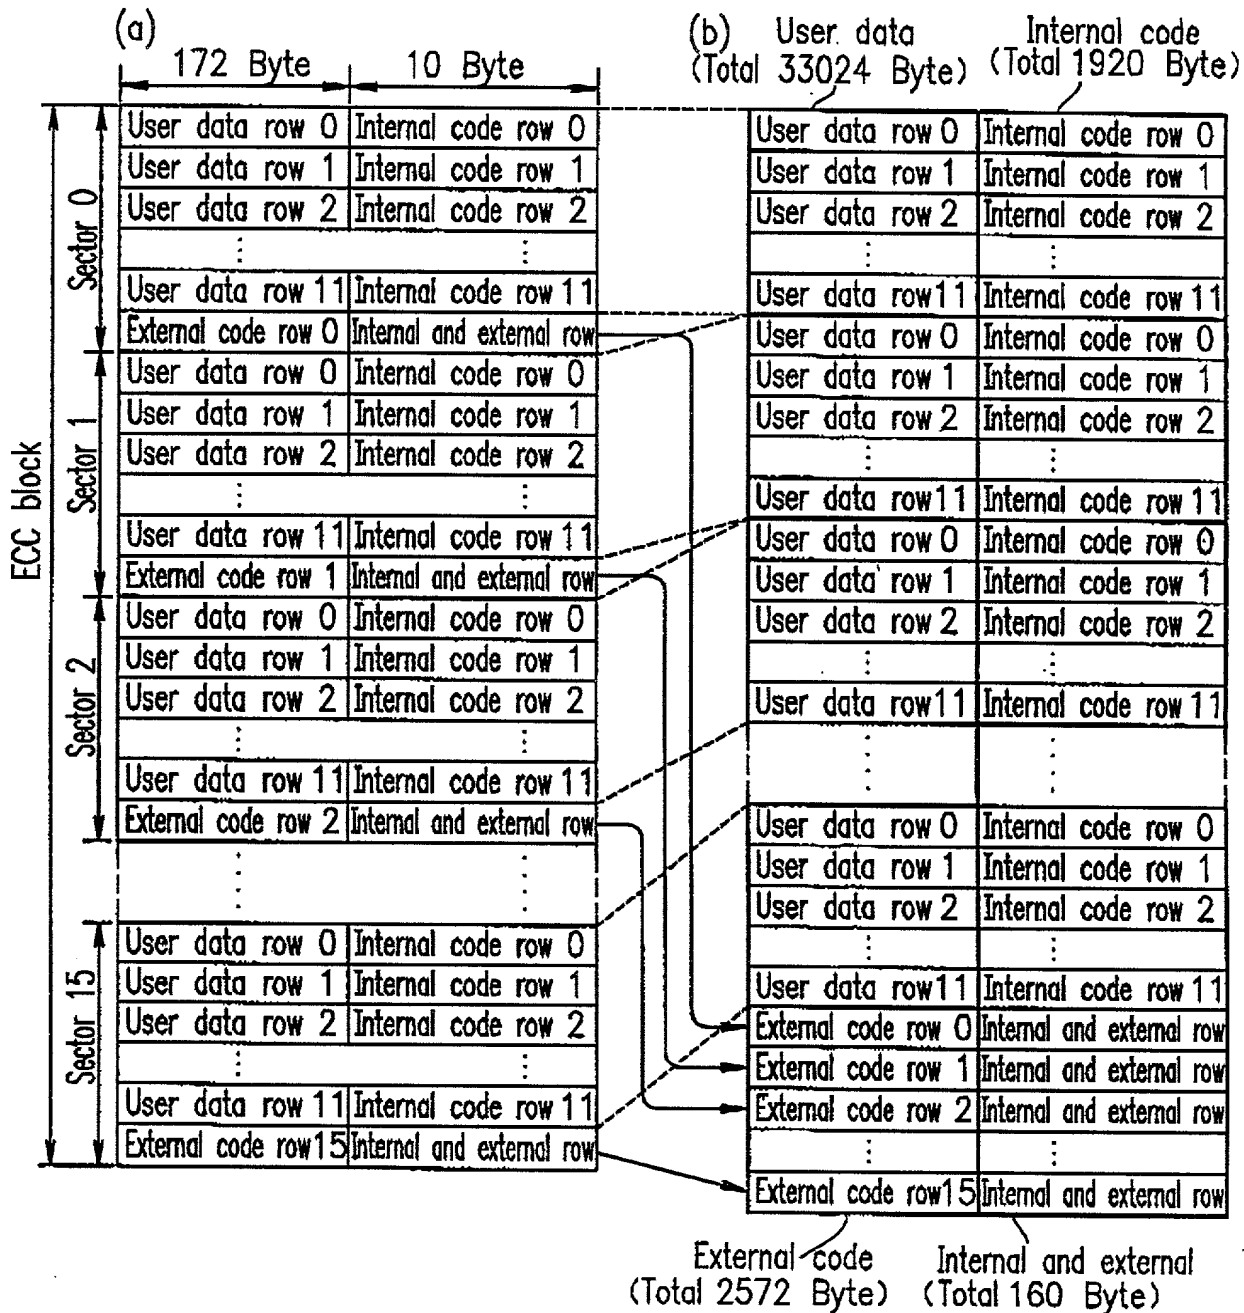 (a)
172 Byte
10 Byte
ECC block
Sector 0
User data row 0 Internal code row 0
User data row 1 Internal code row 1
User data row 2 Internal code row 2
User data row 11 Internal code row 11
External code row 0 Internal and external row
Sector 1
User data row 0 Internal code row 0
User data row 1 Internal code row 1
User data row 2 Internal code row 2
User data row 11 Internal code row 11
External code row 1 Internal and external row
Sector 2
User data row 0 Internal code row 0
User data row 1 Internal code row 1
User data row 2 Internal code row 2
User data row 11 Internal code row 11
External code row 2 Internal and external row
Sector 15
User data row 0 Internal code row 0
User data row 1 Internal code row 1
User data row 2 Internal code row 2
User data row 11 Internal code row 11
External code row 15 Internal and external row
(b)
User data
(Total 33024 Byte)
Internal code
(Total 1920 Byte)
User data row 0 Internal code row 0
User data row 1 Internal code row 1
User data row 2 Internal code row 2
User data row 11 Internal code row 11
User data row 0 Internal code row 0
User data row 1 Internal code row 1
User data row 2 Internal code row 2
User data row 11 Internal code row 11
User data row 0 Internal code row 0
User data row 1 Internal code row 1
User data row 2 Internal code row 2
User data row 11 Internal code row 11
User data row 0 Internal code row 0
User data row 1 Internal code row 1
User data row 2 Internal code row 2
User data row 11 Internal code row 11
External code row 0 Internal and external row
External code row 1 Internal and external row
External code row 2 Internal and external row
External code row 15 Internal and external row
External code
(Total 2572 Byte)
Internal and external
(Total 160 Byte)